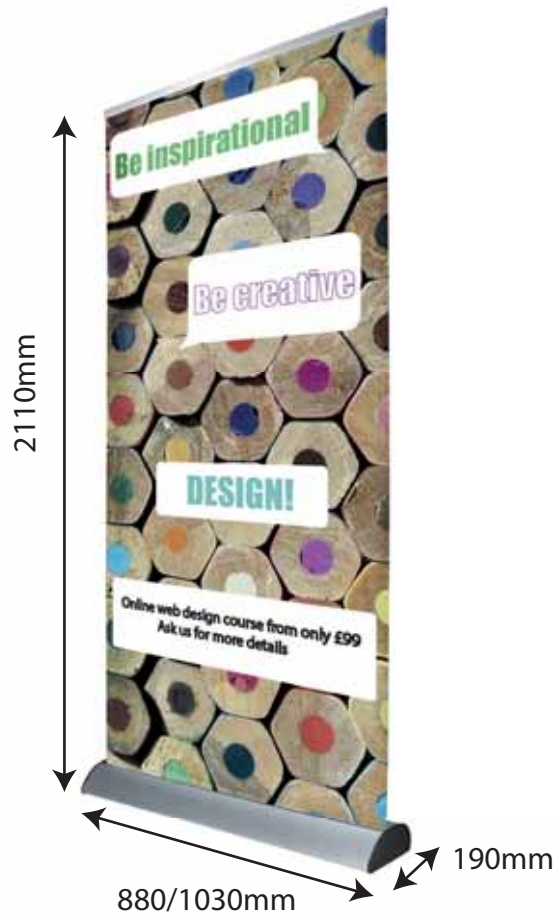 Be inspirational
Be creative
DESIGN!
Online web design course from only £99
Ask us for more details
2110mm
880/1030mm
190mm